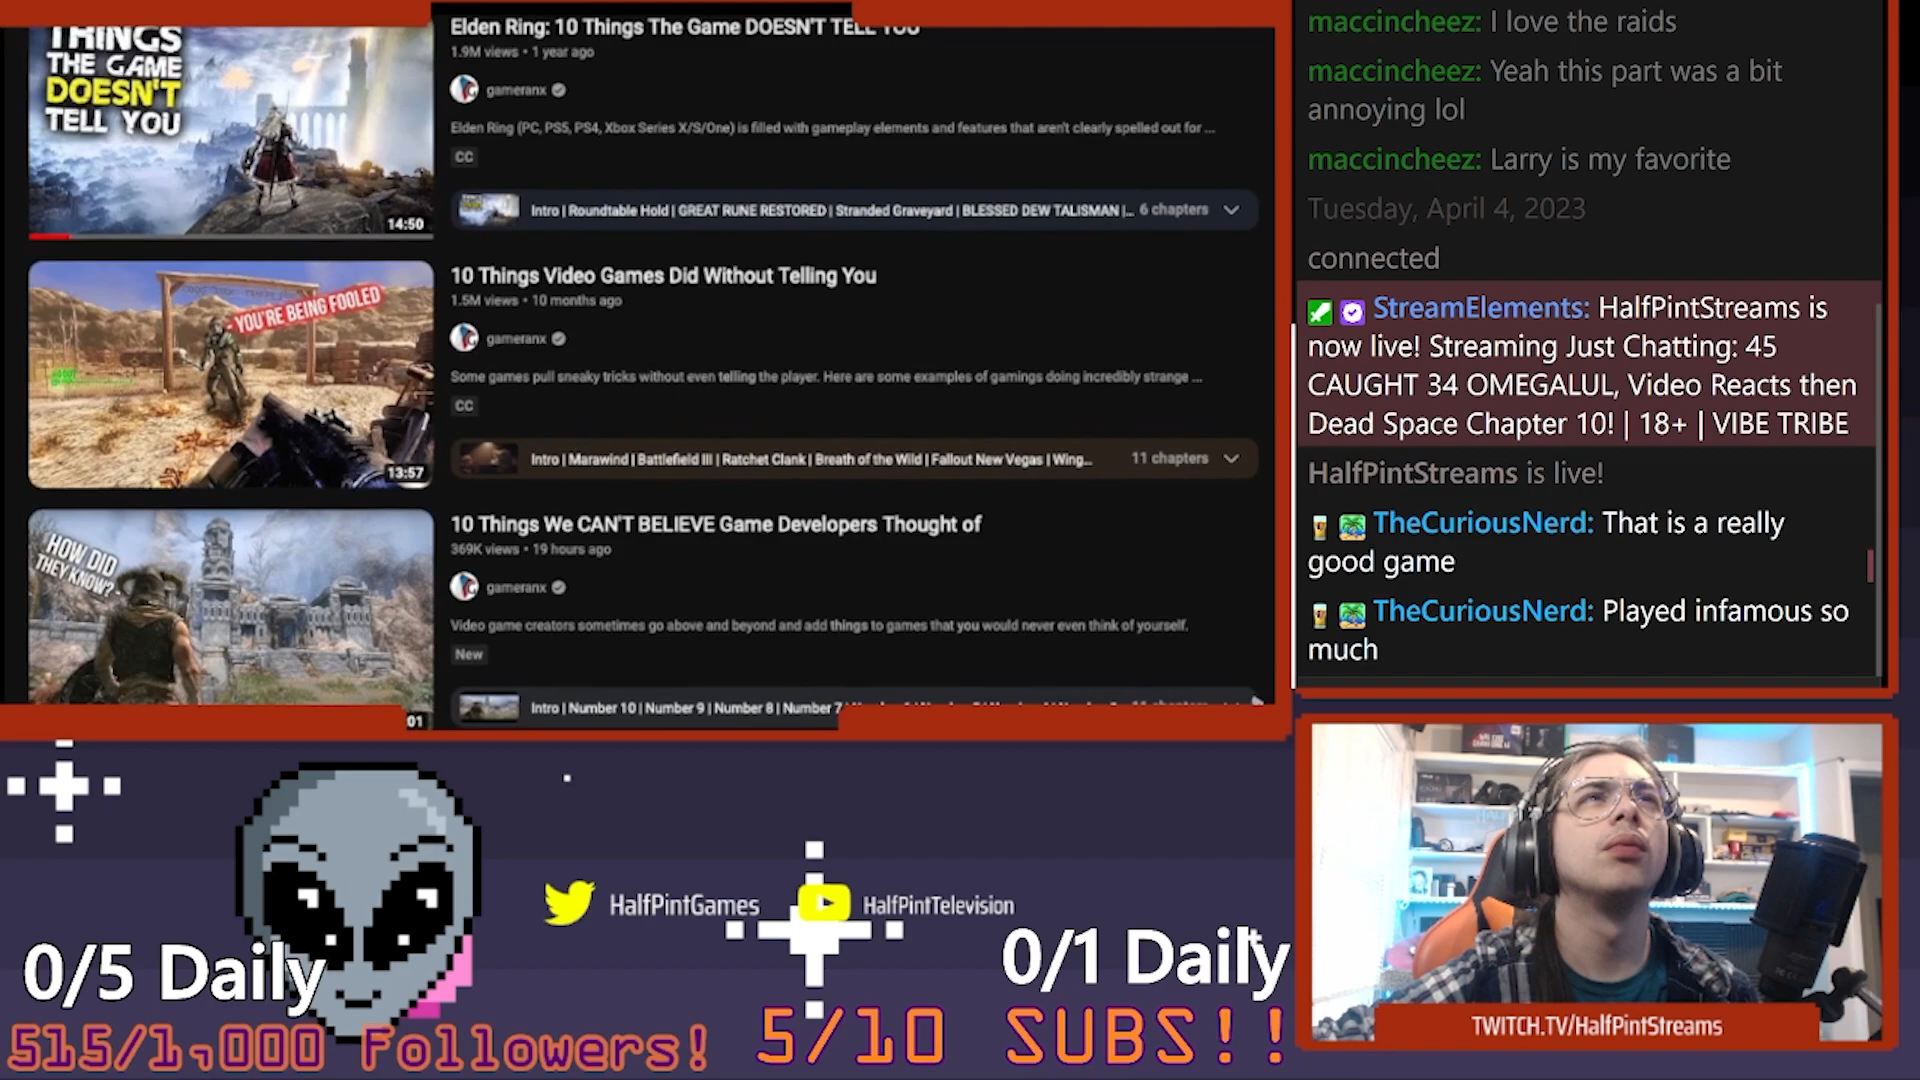 THINGS
THE GAME
DOESN'T
TELL YOU
14:50
Elden Ring: 10 Things The Game DOESN'T TELL YOU
1.9M views • 1 year ago
gameranx
Elden Ring (PC, PS5, PS4, Xbox Series X/S/One) is filled with gameplay elements and features that aren't clearly spelled out for ...
CC
Intro | Roundtable Hold | GREAT RUNE RESTORED | Stranded Graveyard | BLESSED DEW TALISMAN |... 6 chapters
- YOU'RE BEING FOOLED
13:57
10 Things Video Games Did Without Telling You
1.5M views • 10 months ago
gameranx
Some games pull sneaky tricks without even telling the player. Here are some examples of gamings doing incredibly strange ...
CC
Intro | Marawind | Battlefield III | Ratchet Clank | Breath of the Wild | Fallout New Vegas | Wing... 11 chapters
HOW DID
THEY KNOW?
:01
10 Things We CAN'T BELIEVE Game Developers Thought of
369K views • 19 hours ago
gameranx
Video game creators sometimes go above and beyond and add things to games that you would never even think of yourself.
New
Intro | Number 10 | Number 9 | Number 8 | Number 7
maccincheez: I love the raids
maccincheez: Yeah this part was a bit
annoying lol
maccincheez: Larry is my favorite
Tuesday, April 4, 2023
connected
StreamElements: HalfPintStreams is
now live! Streaming Just Chatting: 45
CAUGHT 34 OMEGALUL, Video Reacts then
Dead Space Chapter 10! | 18+ | VIBE TRIBE
HalfPintStreams is live!
TheCuriousNerd: That is a really
good game
TheCuriousNerd: Played infamous so
much
HalfPintGames
HalfPintTelevision
0/5 Daily
0/1 Daily
515/1,000 Followers!
5/10 SUBS!!
TWITCH.TV/HalfPintStreams